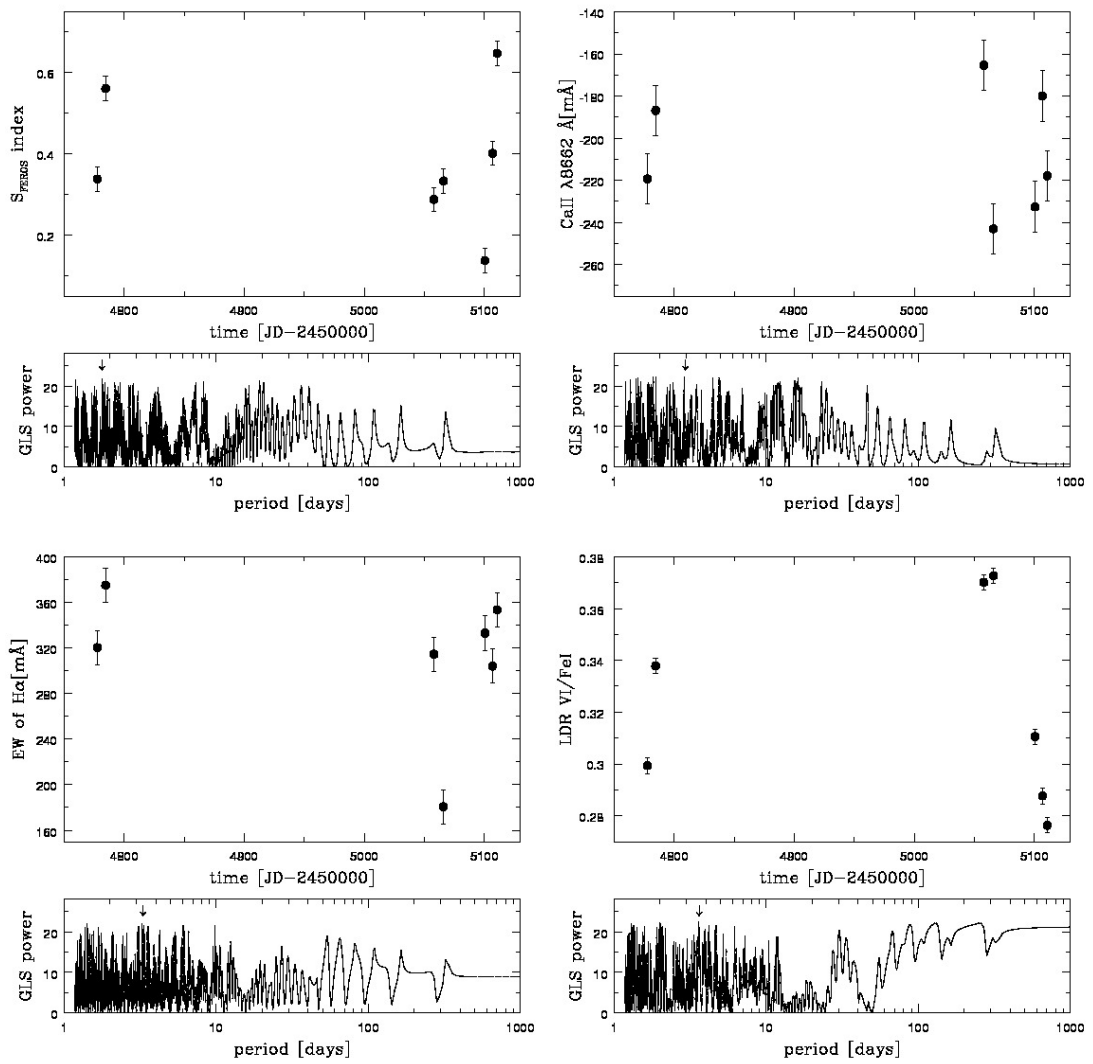 0.6
0.4
0.2
S_FEROS index
4800 4900 5000 5100
time [JD-2450000]
20
10
0
GLS power
1 10 100 1000
period [days]
-140
-160
-180
-200
-220
-240
-260
CaII λ8662 Å[mÅ]
4800 4900 5000 5100
time [JD-2450000]
20
10
0
GLS power
1 10 100 1000
period [days]
400
360
320
280
240
200
160
EW of Hα[mÅ]
4800 4900 5000 5100
time [JD-2450000]
20
10
0
GLS power
1 10 100 1000
period [days]
0.38
0.36
0.34
0.32
0.3
0.28
LDR VI/FeI
4800 4900 5000 5100
time [JD-2450000]
20
10
0
GLS power
1 10 100 1000
period [days]